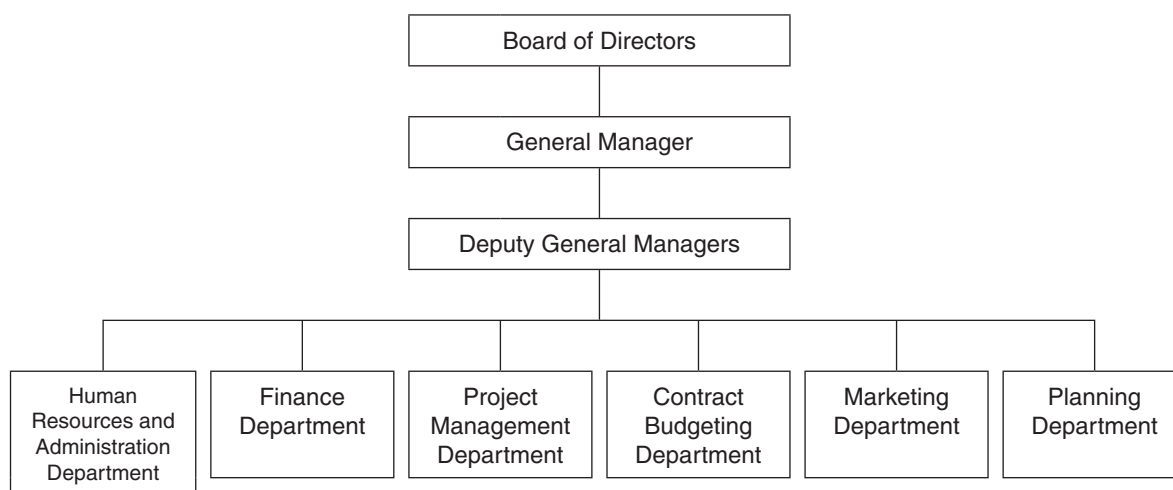 Board of Directors
General Manager
Deputy General Managers
Human
Resources and
Administration
Department
Finance
Department
Project
Management
Department
Contract
Budgeting
Department
Marketing
Department
Planning
Department